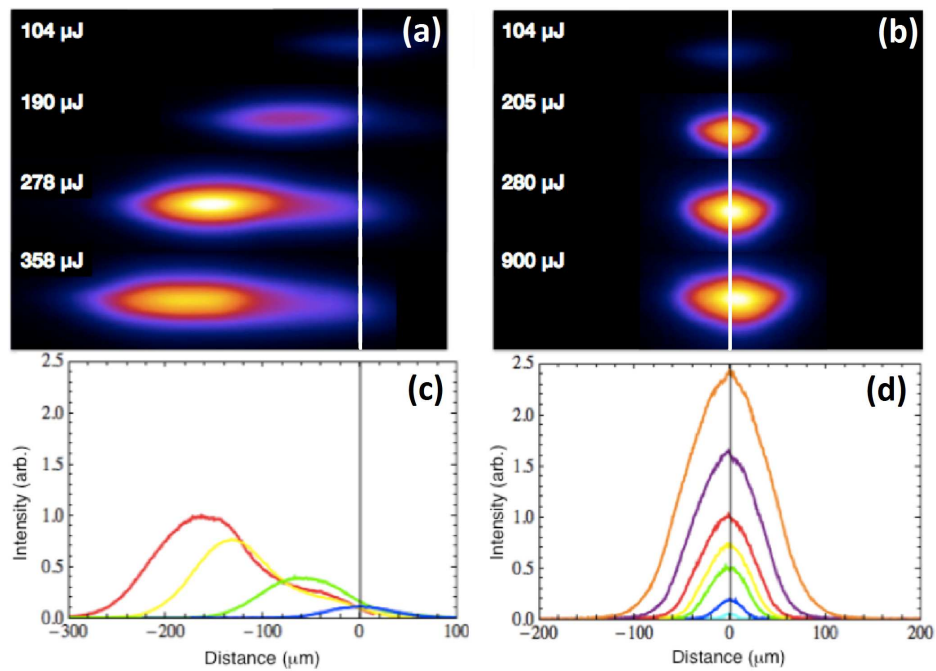 (a)
104 µJ
190 µJ
278 µJ
358 µJ
(b)
104 µJ
205 µJ
280 µJ
900 µJ
(c)
2.5
2.0
1.5
1.0
0.5
0.0
Intensity (arb.)
−300 −200 −100 0 100
Distance (µm)
(d)
2.5
2.0
1.5
1.0
0.5
0.0
Intensity (arb.)
−200 −100 0 100 200
Distance (µm)